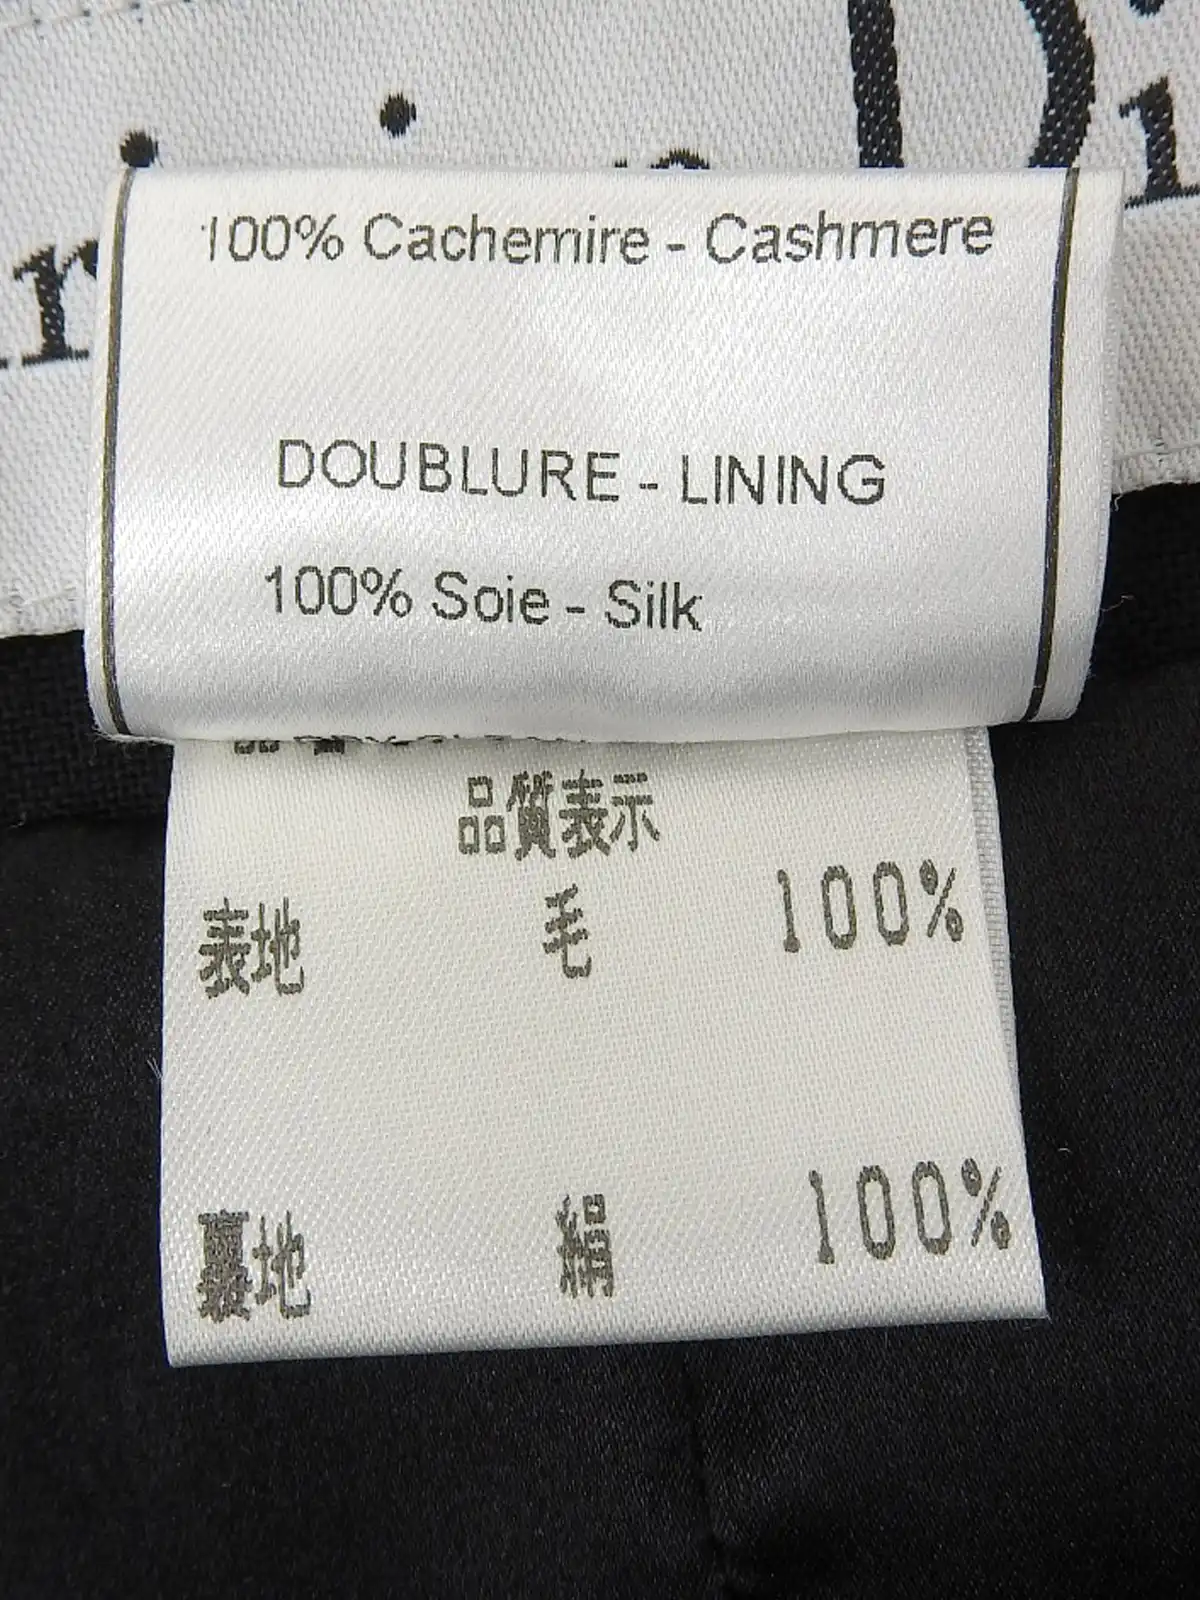 100% Cachemire - Cashmere
DOUBLURE - LINING
100% Soie - Silk
品質表示
表地 毛 100%
裏地 絹 100%